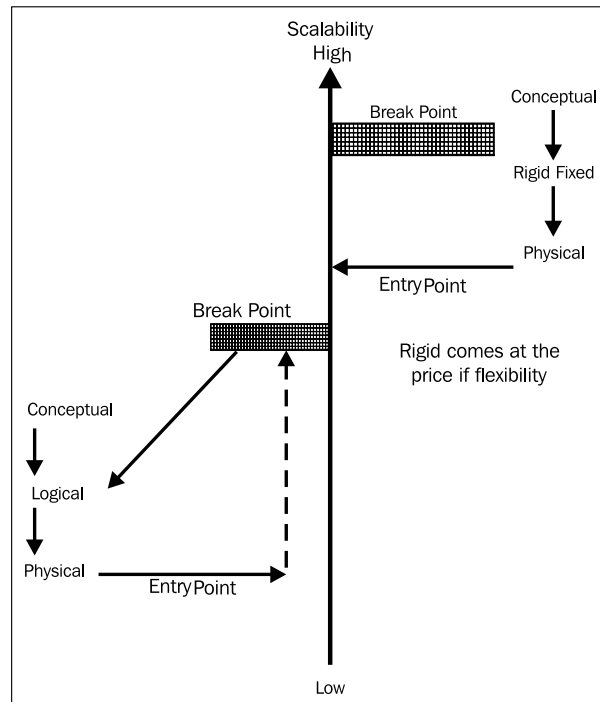 Scalability
High
Break Point
Conceptual
Rigid Fixed
Physical
Entry Point
Break Point
Rigid comes at the
price if flexibility
Conceptual
Logical
Physical
Entry Point
Low